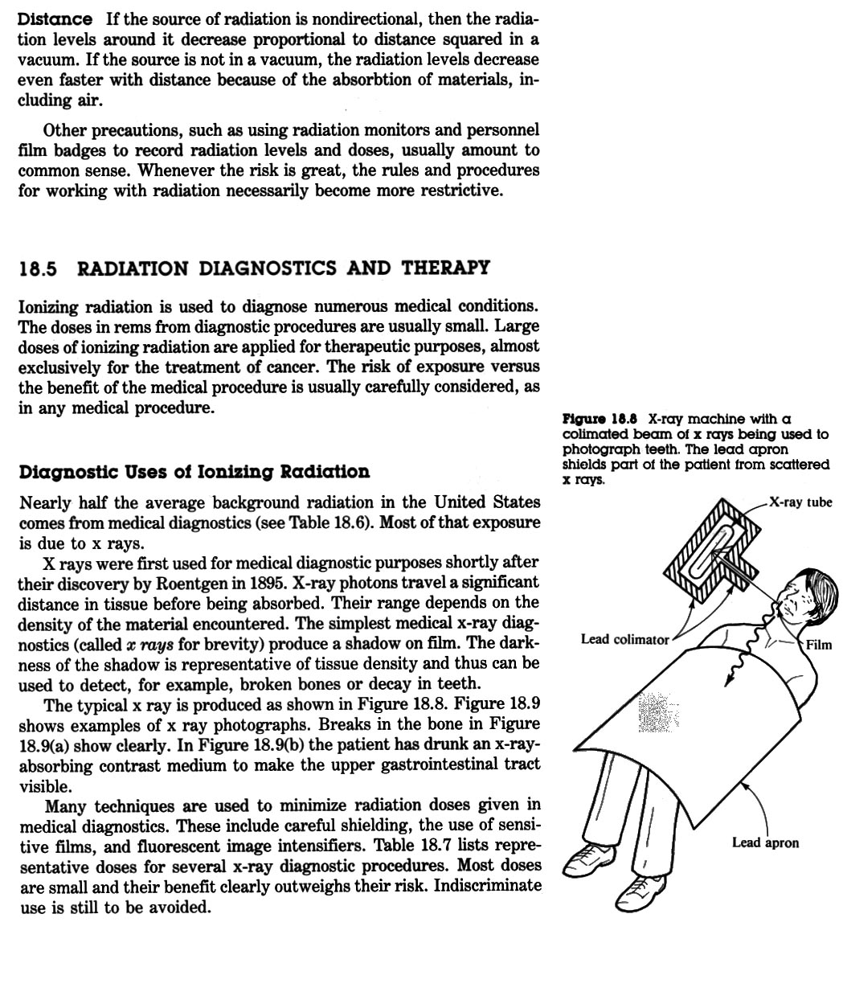 Distance If the source of radiation is nondirectional, then the radia-
tion levels around it decrease proportional to distance squared in a
vacuum. If the source is not in a vacuum, the radiation levels decrease
even faster with distance because of the absorbtion of materials, in-
cluding air.
Other precautions, such as using radiation monitors and personnel
film badges to record radiation levels and doses, usually amount to
common sense. Whenever the risk is great, the rules and procedures
for working with radiation necessarily become more restrictive.
18.5 RADIATION DIAGNOSTICS AND THERAPY
Ionizing radiation is used to diagnose numerous medical conditions.
The doses in rems from diagnostic procedures are usually small. Large
doses of ionizing radiation are applied for therapeutic purposes, almost
exclusively for the treatment of cancer. The risk of exposure versus
the benefit of the medical procedure is usually carefully considered, as
in any medical procedure.
Diagnostic Uses of Ionizing Radiation
Nearly half the average background radiation in the United States
comes from medical diagnostics (see Table 18.6). Most of that exposure
is due to x rays.
X rays were first used for medical diagnostic purposes shortly after
their discovery by Roentgen in 1895. X-ray photons travel a significant
distance in tissue before being absorbed. Their range depends on the
density of the material encountered. The simplest medical x-ray diag-
nostics (called x rays for brevity) produce a shadow on film. The dark-
ness of the shadow is representative of tissue density and thus can be
used to detect, for example, broken bones or decay in teeth.
The typical x ray is produced as shown in Figure 18.8. Figure 18.9
shows examples of x ray photographs. Breaks in the bone in Figure
18.9(a) show clearly. In Figure 18.9(b) the patient has drunk an x-ray-
absorbing contrast medium to make the upper gastrointestinal tract
visible.
Many techniques are used to minimize radiation doses given in
medical diagnostics. These include careful shielding, the use of sensi-
tive films, and fluorescent image intensifiers. Table 18.7 lists repre-
sentative doses for several x-ray diagnostic procedures. Most doses
are small and their benefit clearly outweighs their risk. Indiscriminate
use is still to be avoided.
Figure 18.8 X-ray machine with a
colimated beam of x rays being used to
photograph teeth. The lead apron
shields part of the patient from scattered
x rays.
X-ray tube
Lead colimator
Film
Lead apron